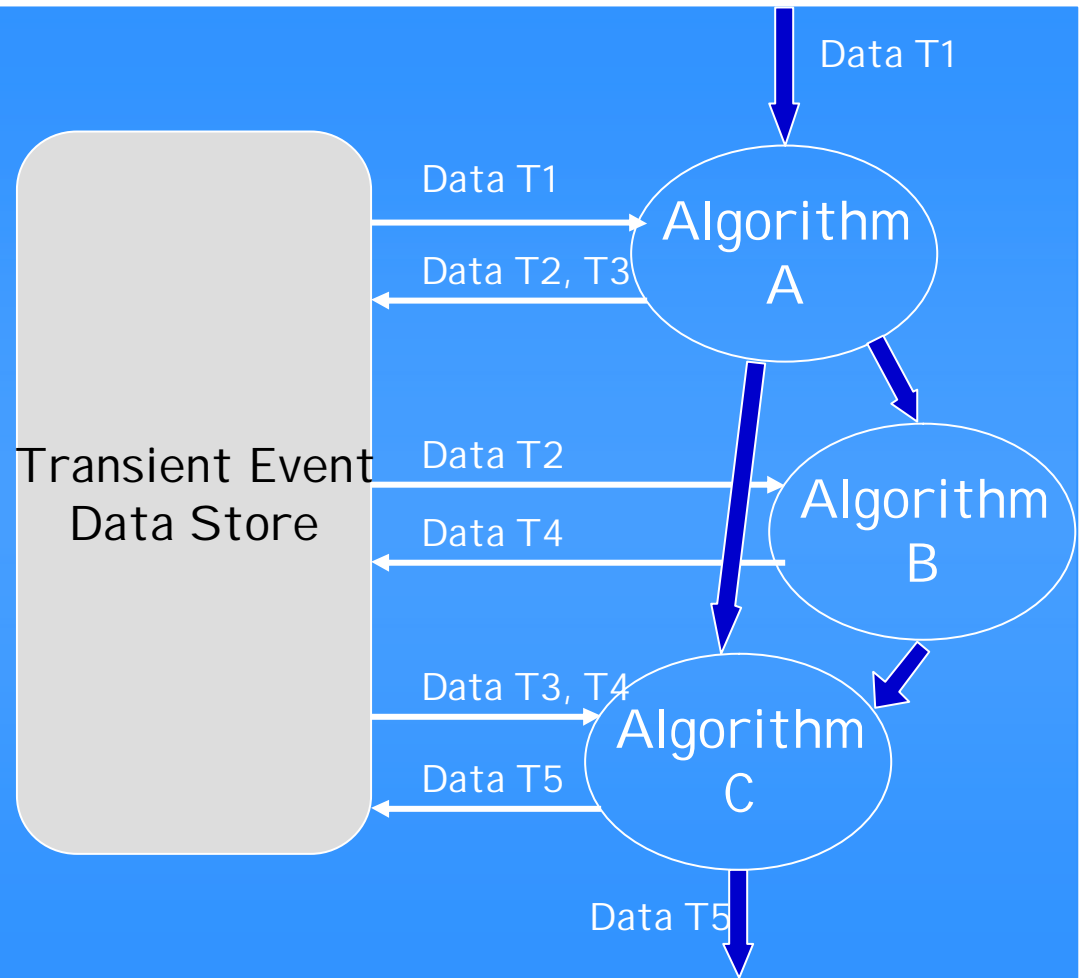 Data T1
Data T1
Algorithm
A
Data T2, T3
Transient Event
Data Store
Data T2
Algorithm
B
Data T4
Data T3, T4
Algorithm
C
Data T5
Data T5